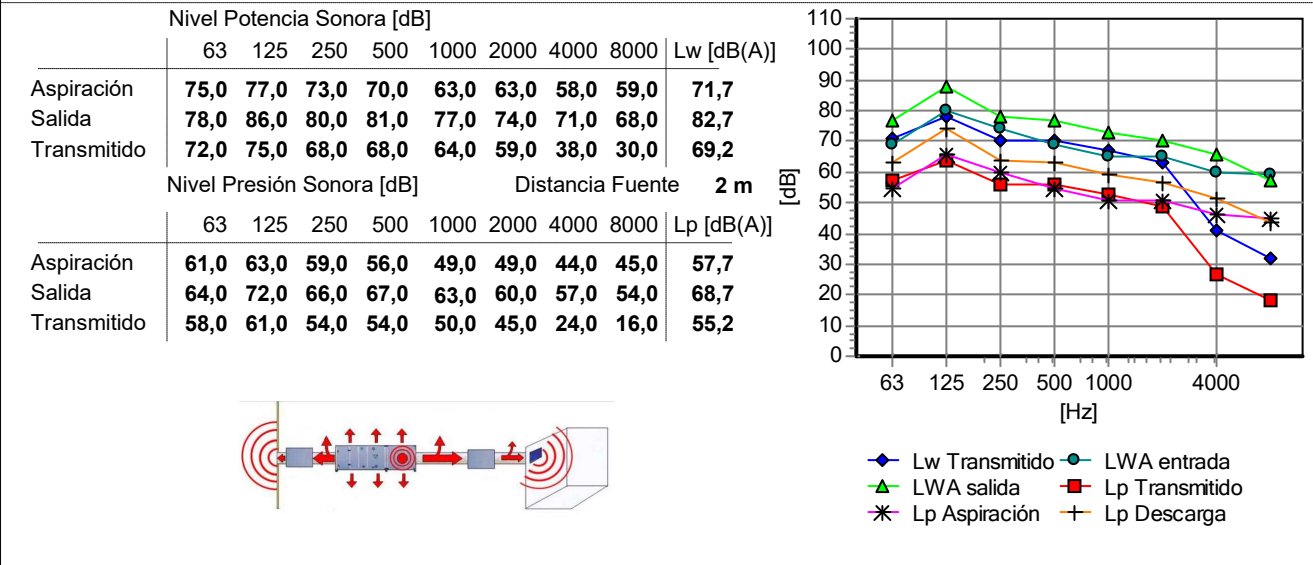 Nivel Potencia Sonora [dB]
63 125 250 500 1000 2000 4000 8000 Lw [dB(A)]
Aspiración 75,0 77,0 73,0 70,0 63,0 63,0 58,0 59,0 71,7
Salida 78,0 86,0 80,0 81,0 77,0 74,0 71,0 68,0 82,7
Transmitido 72,0 75,0 68,0 68,0 64,0 59,0 38,0 30,0 69,2
Nivel Presión Sonora [dB] Distancia Fuente 2 m
63 125 250 500 1000 2000 4000 8000 Lp [dB(A)]
Aspiración 61,0 63,0 59,0 56,0 49,0 49,0 44,0 45,0 57,7
Salida 64,0 72,0 66,0 67,0 63,0 60,0 57,0 54,0 68,7
Transmitido 58,0 61,0 54,0 54,0 50,0 45,0 24,0 16,0 55,2
110
100
90
80
70
60
50
40
30
20
10
0
[dB]
63 125 250 500 1000 4000
[Hz]
Lw Transmitido LWA entrada
LWA salida Lp Transmitido
Lp Aspiración Lp Descarga